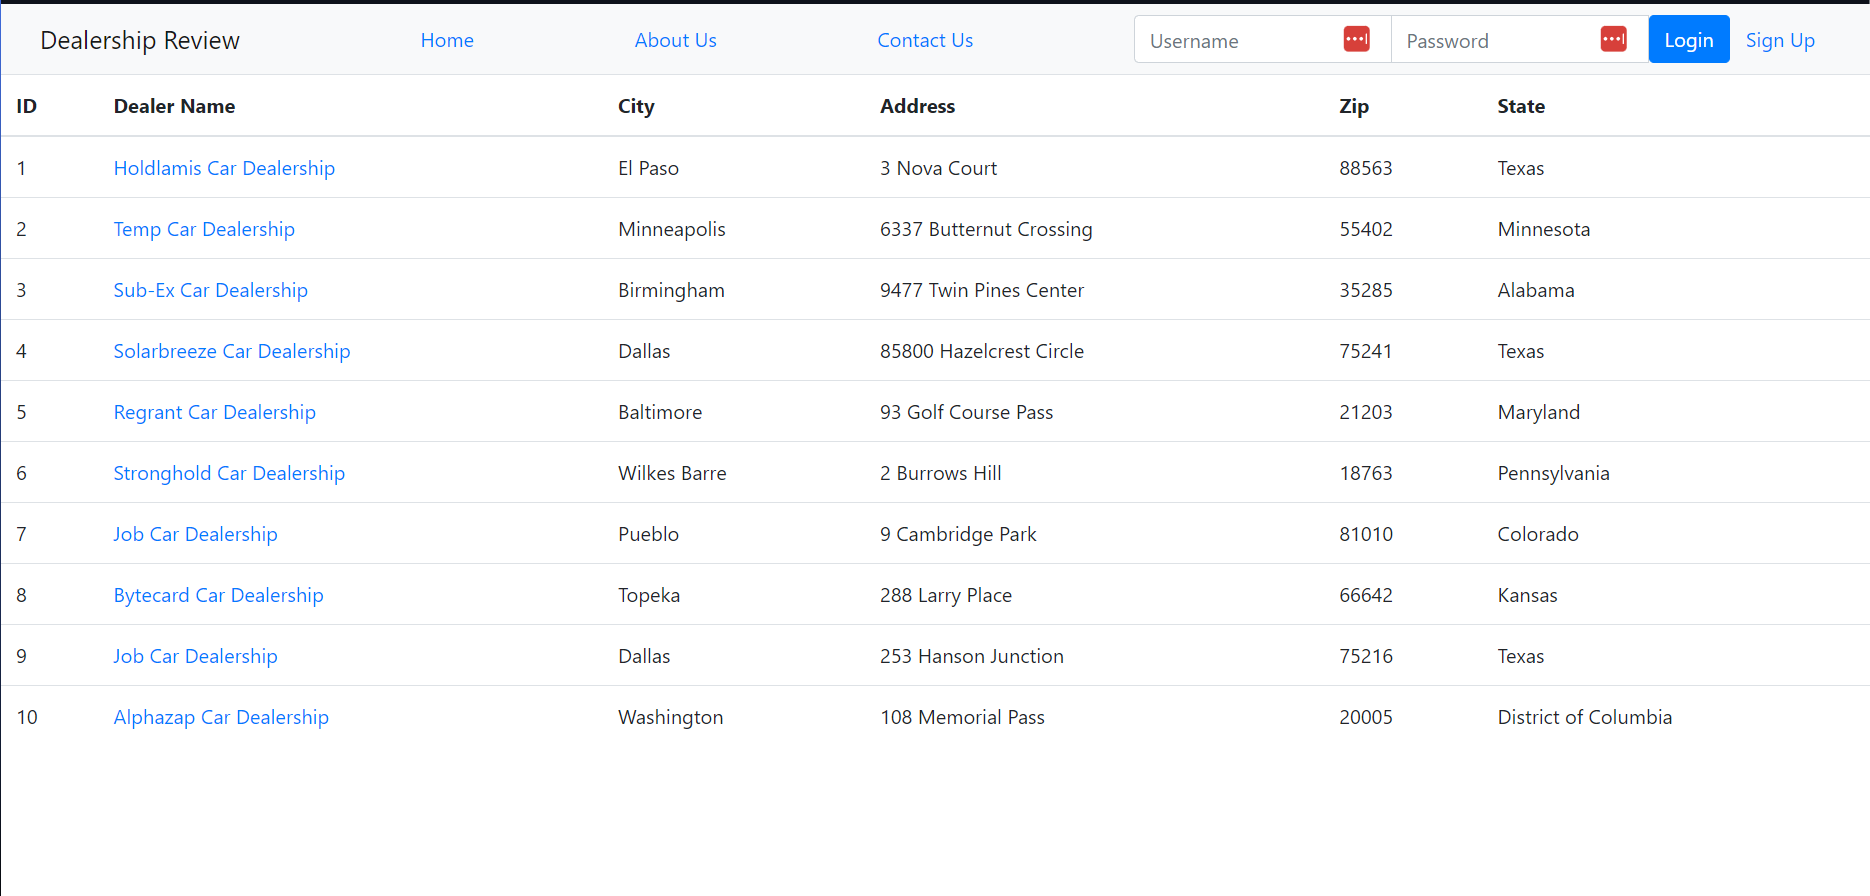 Dealership Review Home About Us Contact Us Username Password Login Sign Up
ID Dealer Name City Address Zip State
1 Holdlamis Car Dealership El Paso 3 Nova Court 88563 Texas
2 Temp Car Dealership Minneapolis 6337 Butternut Crossing 55402 Minnesota
3 Sub-Ex Car Dealership Birmingham 9477 Twin Pines Center 35285 Alabama
4 Solarbreeze Car Dealership Dallas 85800 Hazelcrest Circle 75241 Texas
5 Regrant Car Dealership Baltimore 93 Golf Course Pass 21203 Maryland
6 Stronghold Car Dealership Wilkes Barre 2 Burrows Hill 18763 Pennsylvania
7 Job Car Dealership Pueblo 9 Cambridge Park 81010 Colorado
8 Bytecard Car Dealership Topeka 288 Larry Place 66642 Kansas
9 Job Car Dealership Dallas 253 Hanson Junction 75216 Texas
10 Alphazap Car Dealership Washington 108 Memorial Pass 20005 District of Columbia